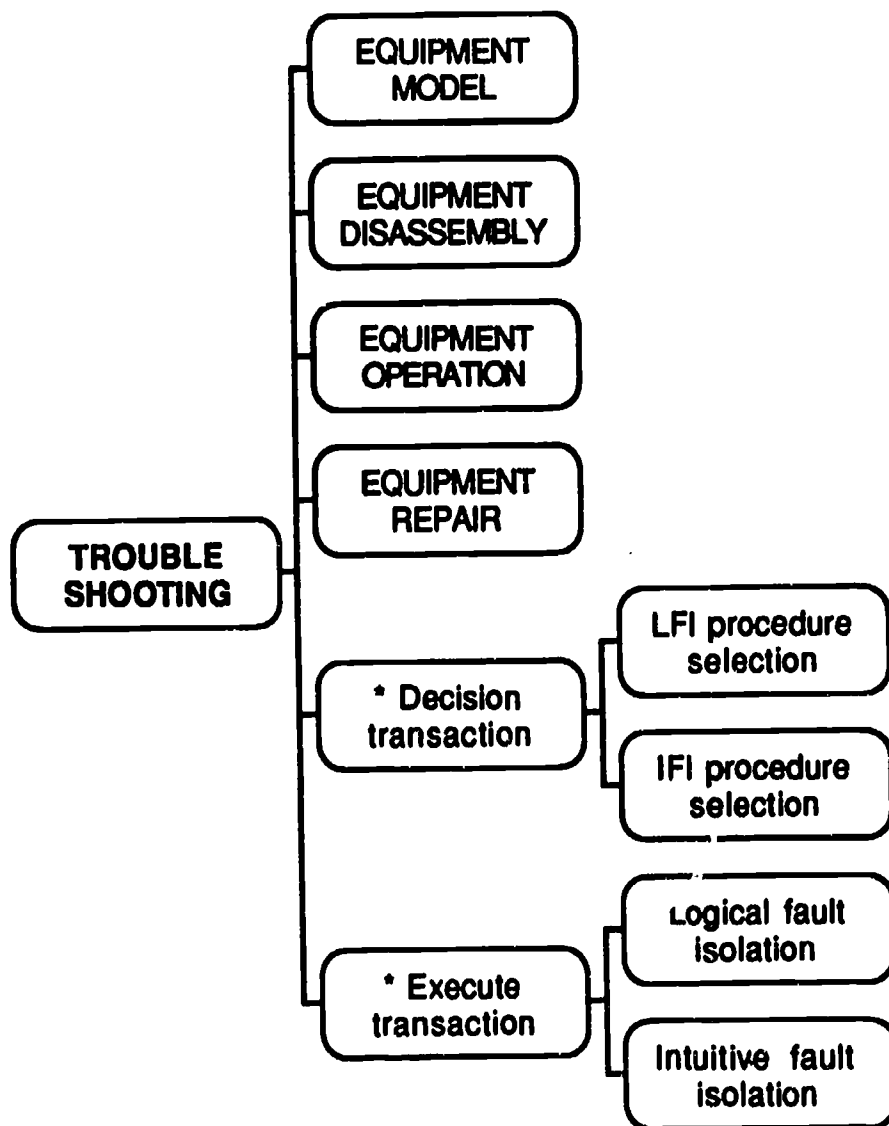 EQUIPMENT
MODEL
EQUIPMENT
DISASSEMBLY
EQUIPMENT
OPERATION
EQUIPMENT
REPAIR
TROUBLE
SHOOTING
LFI procedure
selection
* Decision
transaction
IFI procedure
selection
Logical fault
isolation
* Execute
transaction
Intuitive fault
isolation